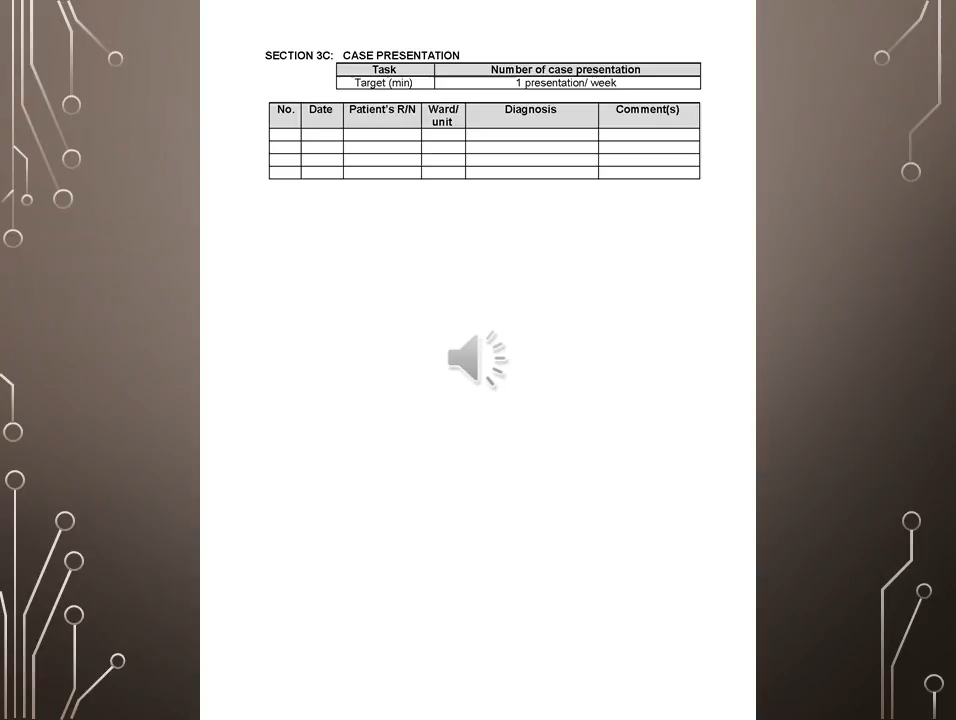 SECTION 3C: CASE PRESENTATION
Task Number of case presentation
Target (min) 1 presentation/ week
No. Date Patient's R/N Ward/ Diagnosis Comment(s)
unit